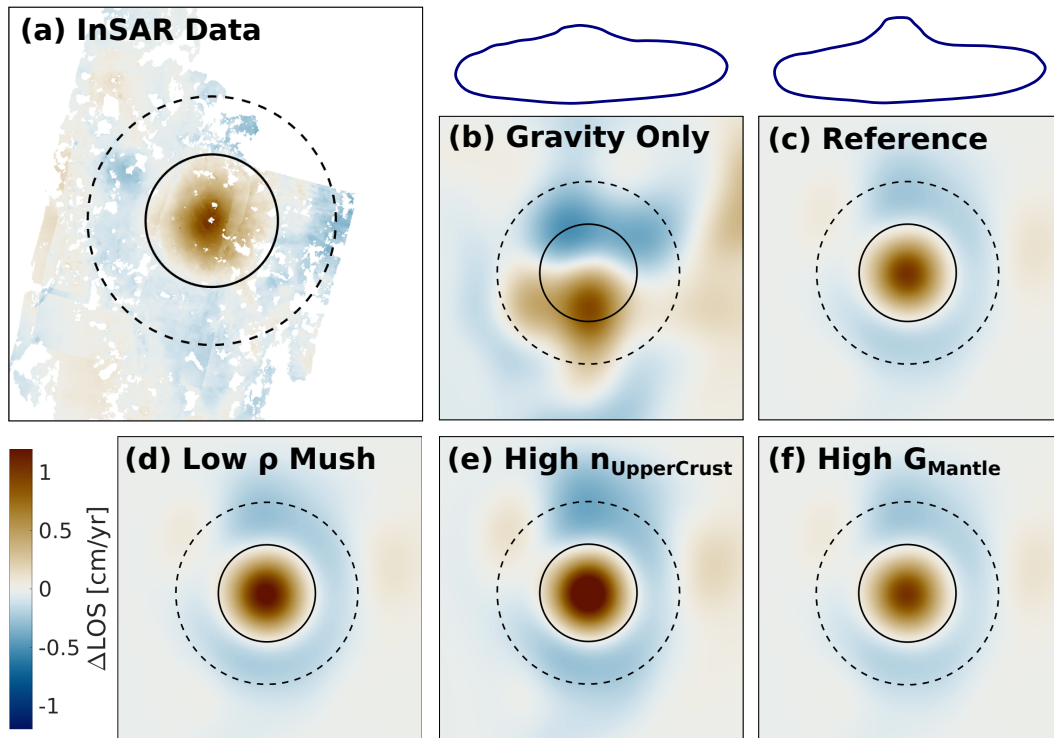 (a) InSAR Data
(b) Gravity Only
(c) Reference
(d) Low ρ Mush
(e) High nUpperCrust
(f) High GMantle
1
0.5
0
-0.5
-1
ΔLOS [cm/yr]